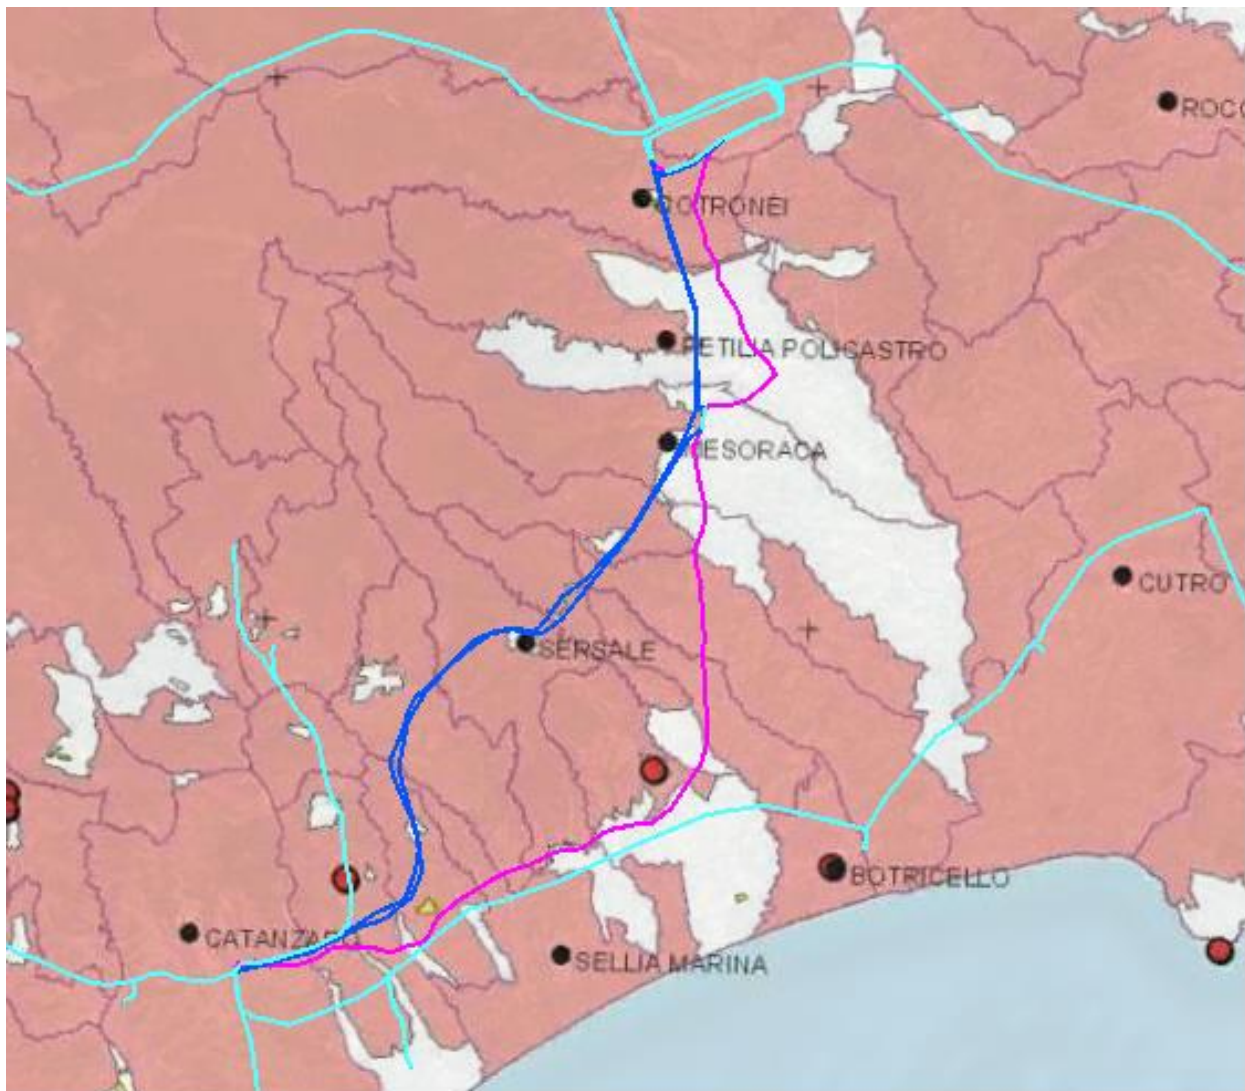 ROCC
COTRONEI
PETILIA POLICASTRO
MESORACA
CUTRO
SERSALE
BOTRICELLO
CATANZARO
SELLIA MARINA